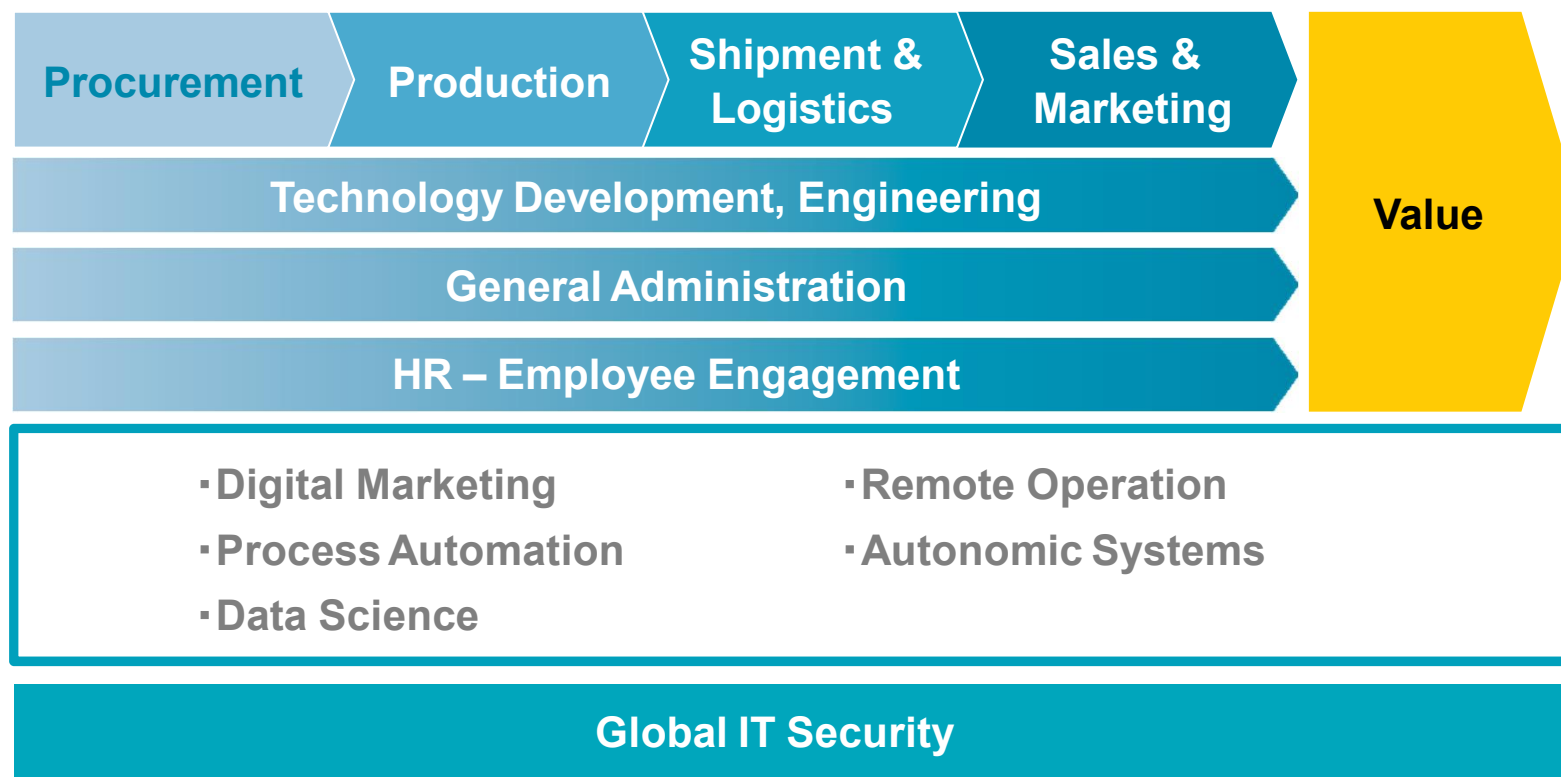 Procurement
Production
Shipment &
Logistics
Sales &
Marketing
Value
Technology Development, Engineering
General Administration
HR – Employee Engagement
▪Digital Marketing
▪Process Automation
▪Data Science
▪Remote Operation
▪Autonomic Systems
Global IT Security